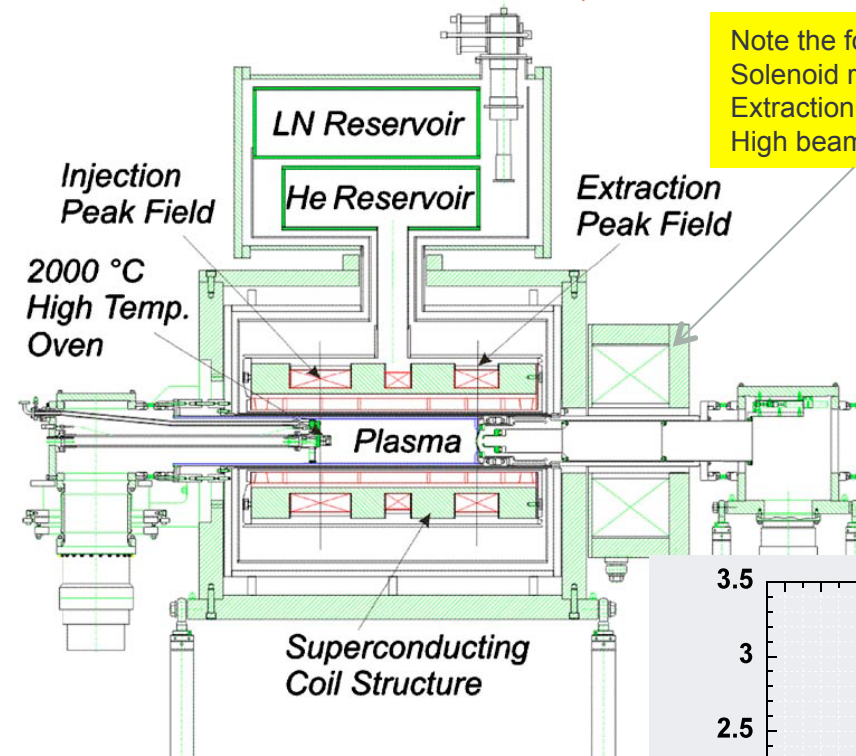 Note the
Solenoid
Extraction
High beam
LN Reservoir
He Reservoir
Injection
Peak Field
Extraction
Peak Field
2000 °C
High Temp.
Oven
Plasma
Superconducting
Coil Structure
3.5
3
2.5